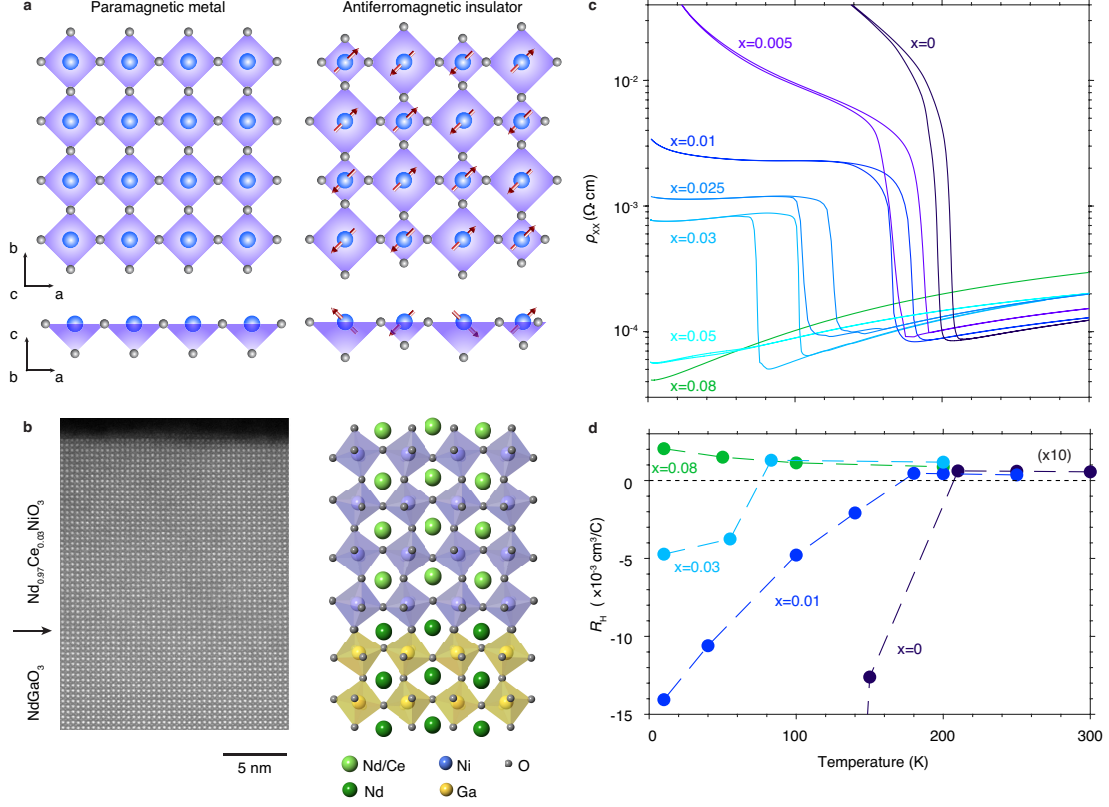 a
Paramagnetic metal
Antiferromagnetic insulator
b
c
a
c
b
a
b
Nd0.97Ce0.03NiO3
NdGaO3
5 nm
Nd/Ce
Ni
O
Nd
Ga
c
x=0.005
x=0
10-2
x=0.01
x=0.025
10-3
x=0.03
ρXX (Ω·cm)
x=0.05
10-4
x=0.08
d
(×10)
x=0.08
0
x=0.03
-5
x=0.01
x=0
-10
-15
RH ( ×10-3 cm3/C)
0
100
200
300
Temperature (K)